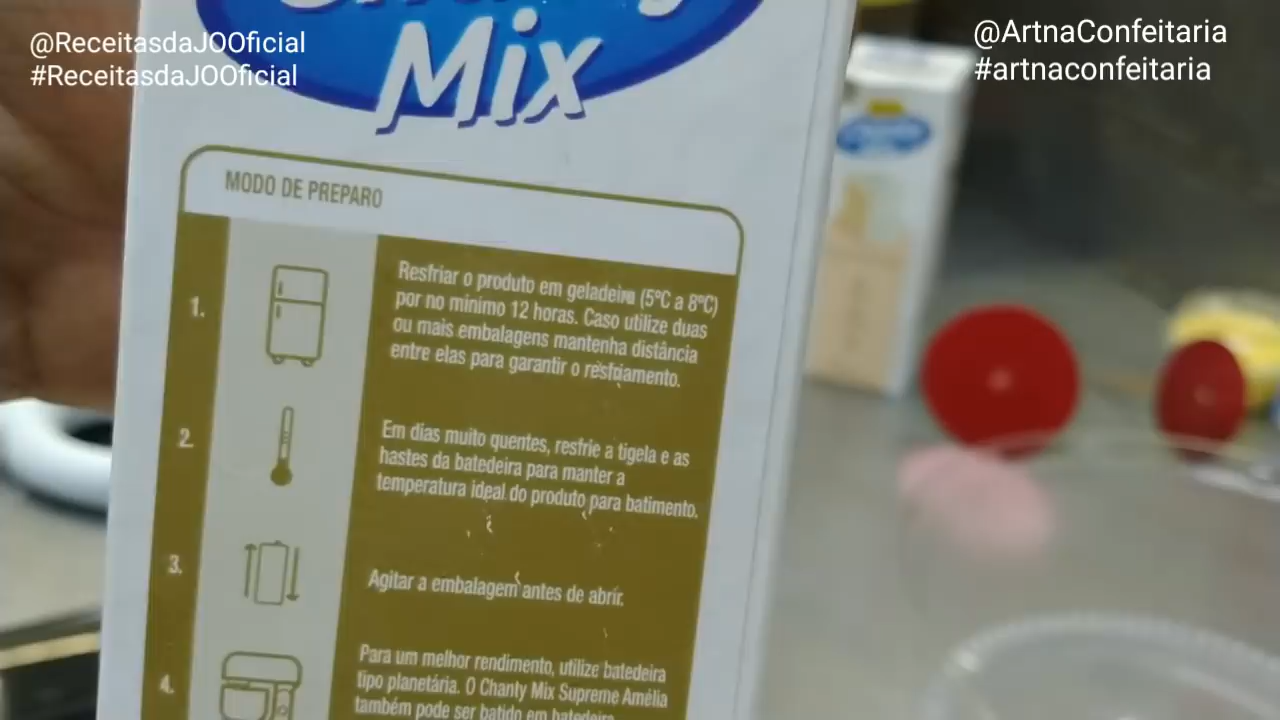 @ReceitasdaJOOficial
#ReceitasdaJOOficial
@ArtnaConfeitaria
#artnaconfeitaria
Mix
MODO DE PREPARO
1.
Resfriar o produto em geladeira (5ºC a 8ºC)
por no mínimo 12 horas. Caso utilize duas
ou mais embalagens mantenha distância
entre elas para garantir o resfriamento.
2.
Em dias muito quentes, resfrie a tigela e as
hastes da batedeira para manter a
temperatura ideal do produto para batimento.
3.
Agitar a embalagem antes de abrir.
4.
Para um melhor rendimento, utilize batedeira
tipo planetária. O Chanty Mix Supreme Amélia
também pode ser batido em batedeira